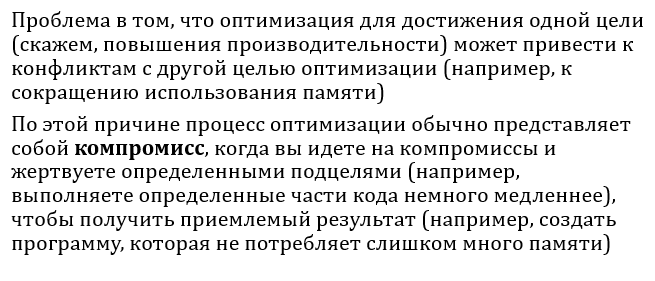 Проблема в том, что оптимизация для достижения одной цели
(скажем, повышения производительности) может привести к
конфликтам с другой целью оптимизации (например, к
сокращению использования памяти)
По этой причине процесс оптимизации обычно представляет
собой компромисс, когда вы идете на компромиссы и
жертвуете определенными подцелями (например,
выполняете определенные части кода немного медленнее),
чтобы получить приемлемый результат (например, создать
программу, которая не потребляет слишком много памяти)